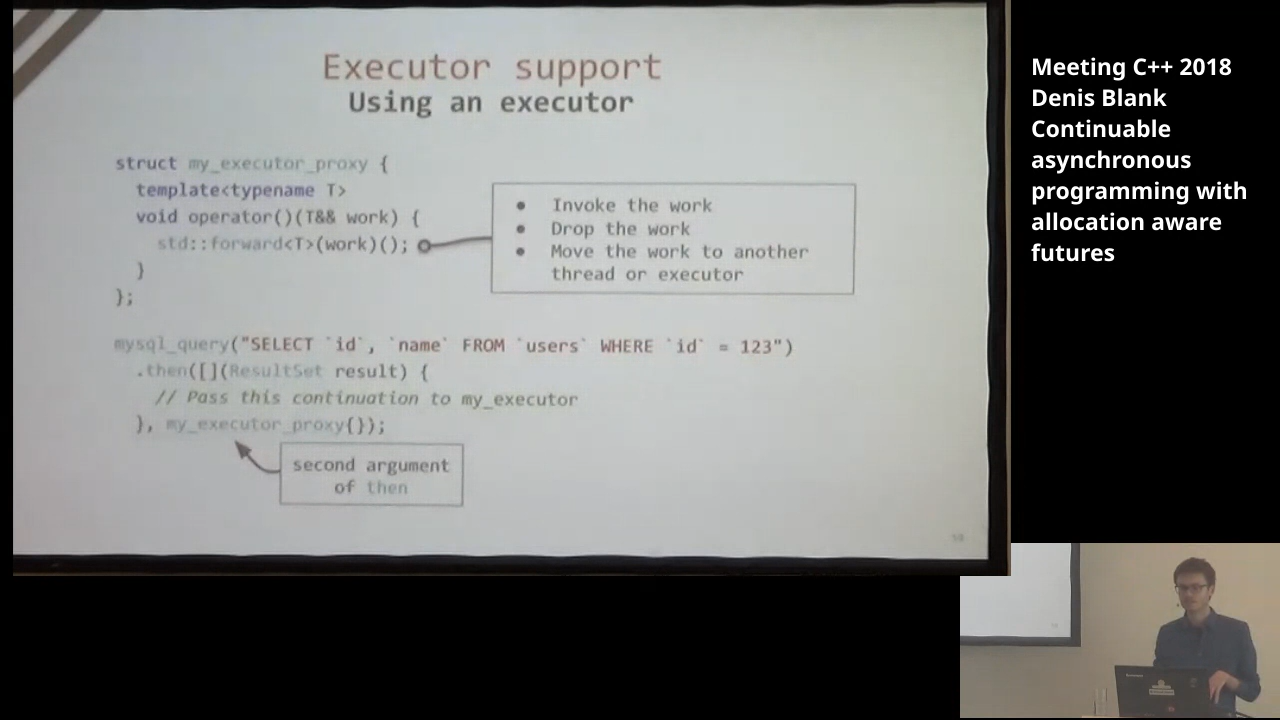 Executor support
Using an executor
struct my_executor_proxy {
template<typename T>
void operator()(T&& work) {
std::forward<T>(work)();
}
};
● Invoke the work
● Drop the work
● Move the work to another
thread or executor
mysql_query("SELECT `id`, `name` FROM `users` WHERE `id` = 123")
.then([](ResultSet result) {
// Pass this continuation to my_executor
}, my_executor_proxy{});
second argument
of then
Meeting C++ 2018
Denis Blank
Continuable
asynchronous
programming with
allocation aware
futures